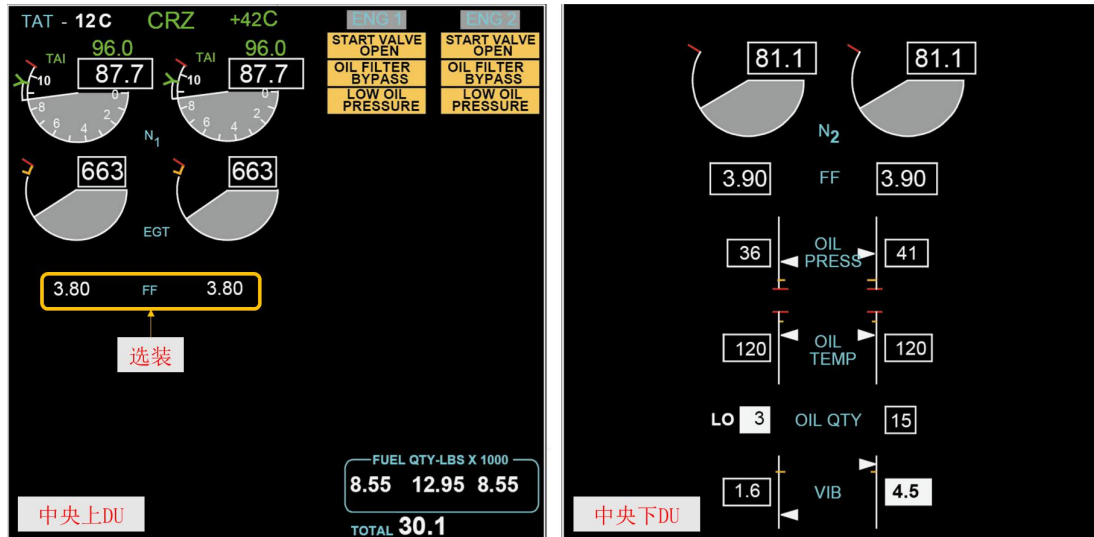 TAT - 12C CRZ +42C
ENG 1 ENG 2
START VALVE OPEN START VALVE OPEN
OIL FILTER BYPASS OIL FILTER BYPASS
LOW OIL PRESSURE LOW OIL PRESSURE
TAI 96.0 TAI 96.0
87.7 87.7
10 8 6 4 2 0 10 8 6 4 2 0
N1
663 663
EGT
3.80 FF 3.80
选装
FUEL QTY-LBS X 1000
8.55 12.95 8.55
TOTAL 30.1
中央上DU
81.1 81.1
N2
3.90 FF 3.90
36 OIL PRESS 41
120 OIL TEMP 120
LO 3 OIL QTY 15
1.6 VIB 4.5
中央下DU